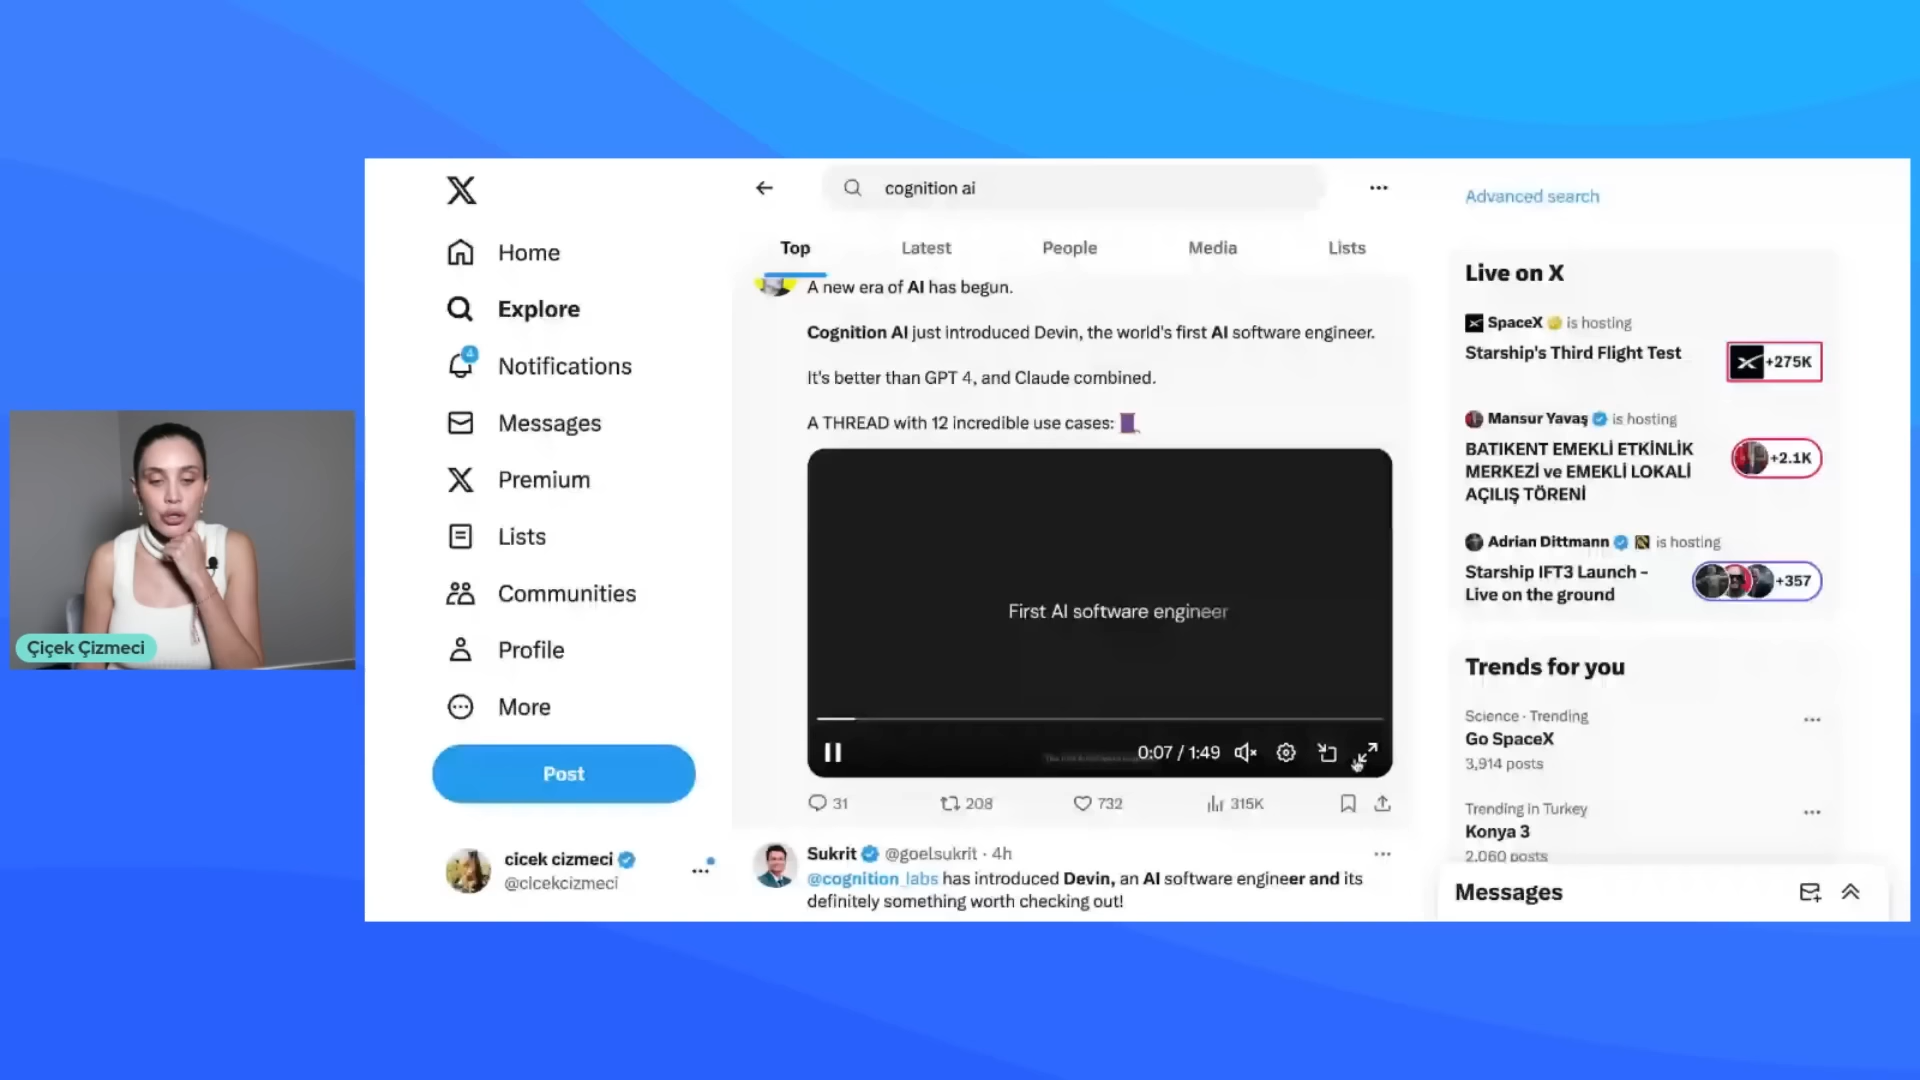 cognition ai
Advanced search
Home
Explore
4
Notifications
Messages
Premium
Lists
Communities
Profile
More
Post
cicek cizmeci
@cicekcizmeci
Top
Latest
People
Media
Lists
A new era of AI has begun.
Cognition AI just introduced Devin, the world's first AI software engineer.
It's better than GPT 4, and Claude combined.
A THREAD with 12 incredible use cases:
First AI software engineer
0:07 / 1:49
31
208
732
315K
Sukrit @goelsukrit · 4h
@cognition_labs has introduced Devin, an AI software engineer and its
definitely something worth checking out!
Live on X
SpaceX is hosting
Starship's Third Flight Test
+275K
Mansur Yavaş is hosting
BATIKENT EMEKLİ ETKİNLİK
MERKEZİ ve EMEKLİ LOKALİ
AÇILIŞ TÖRENİ
+2.1K
Adrian Dittmann is hosting
Starship IFT3 Launch -
Live on the ground
+357
Trends for you
Science · Trending
Go SpaceX
3,914 posts
Trending in Turkey
Konya 3
2,060 posts
Messages
Çiçek Çizmeci